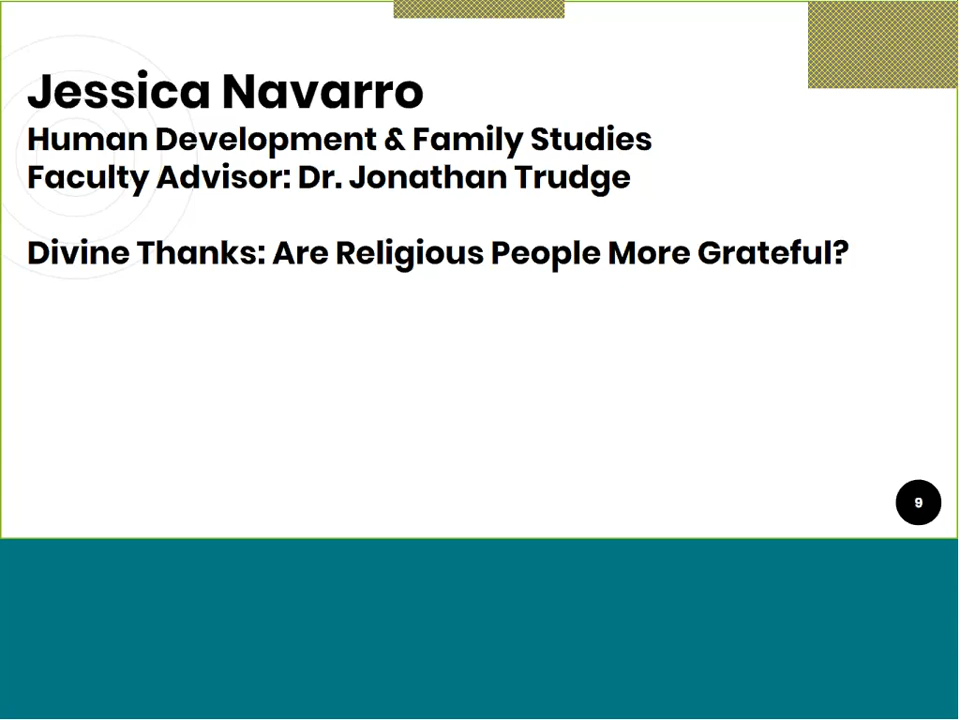 Jessica Navarro
Human Development & Family Studies
Faculty Advisor: Dr. Jonathan Trudge
Divine Thanks: Are Religious People More Grateful?
9